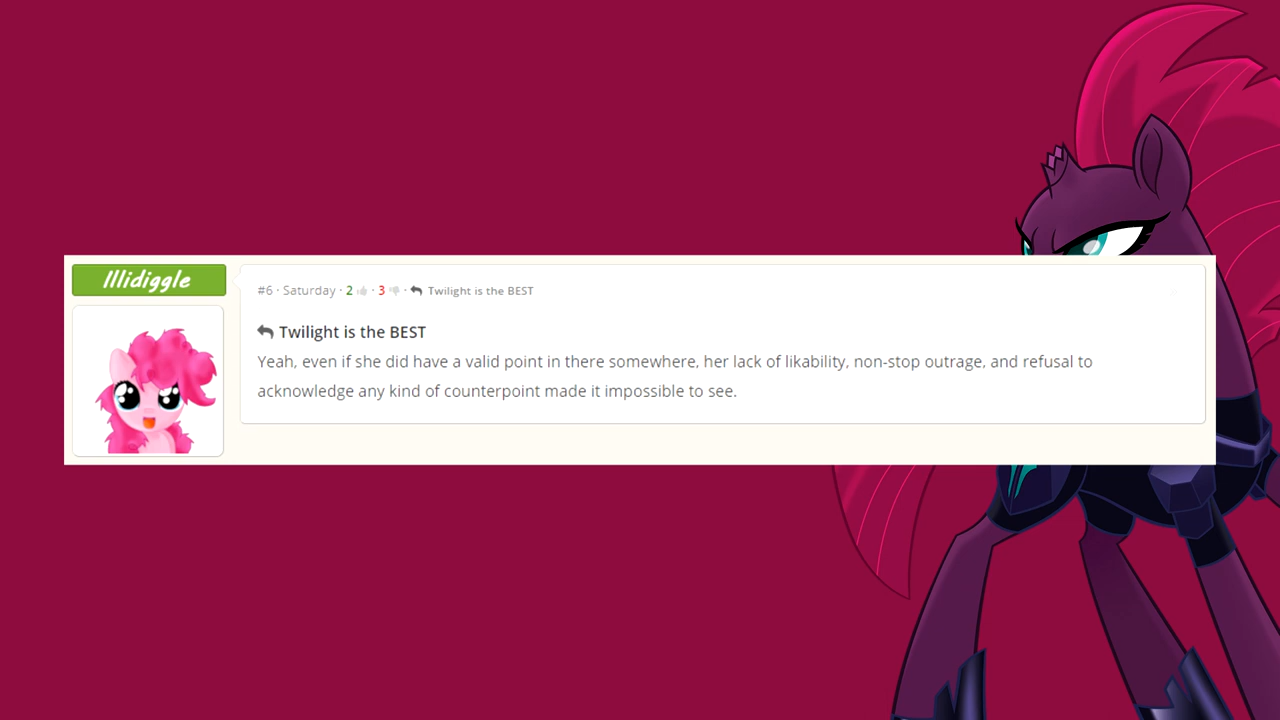 Illidiggle
#6 · Saturday · 2 · 3 · Twilight is the BEST
Twilight is the BEST
Yeah, even if she did have a valid point in there somewhere, her lack of likability, non-stop outrage, and refusal to
acknowledge any kind of counterpoint made it impossible to see.